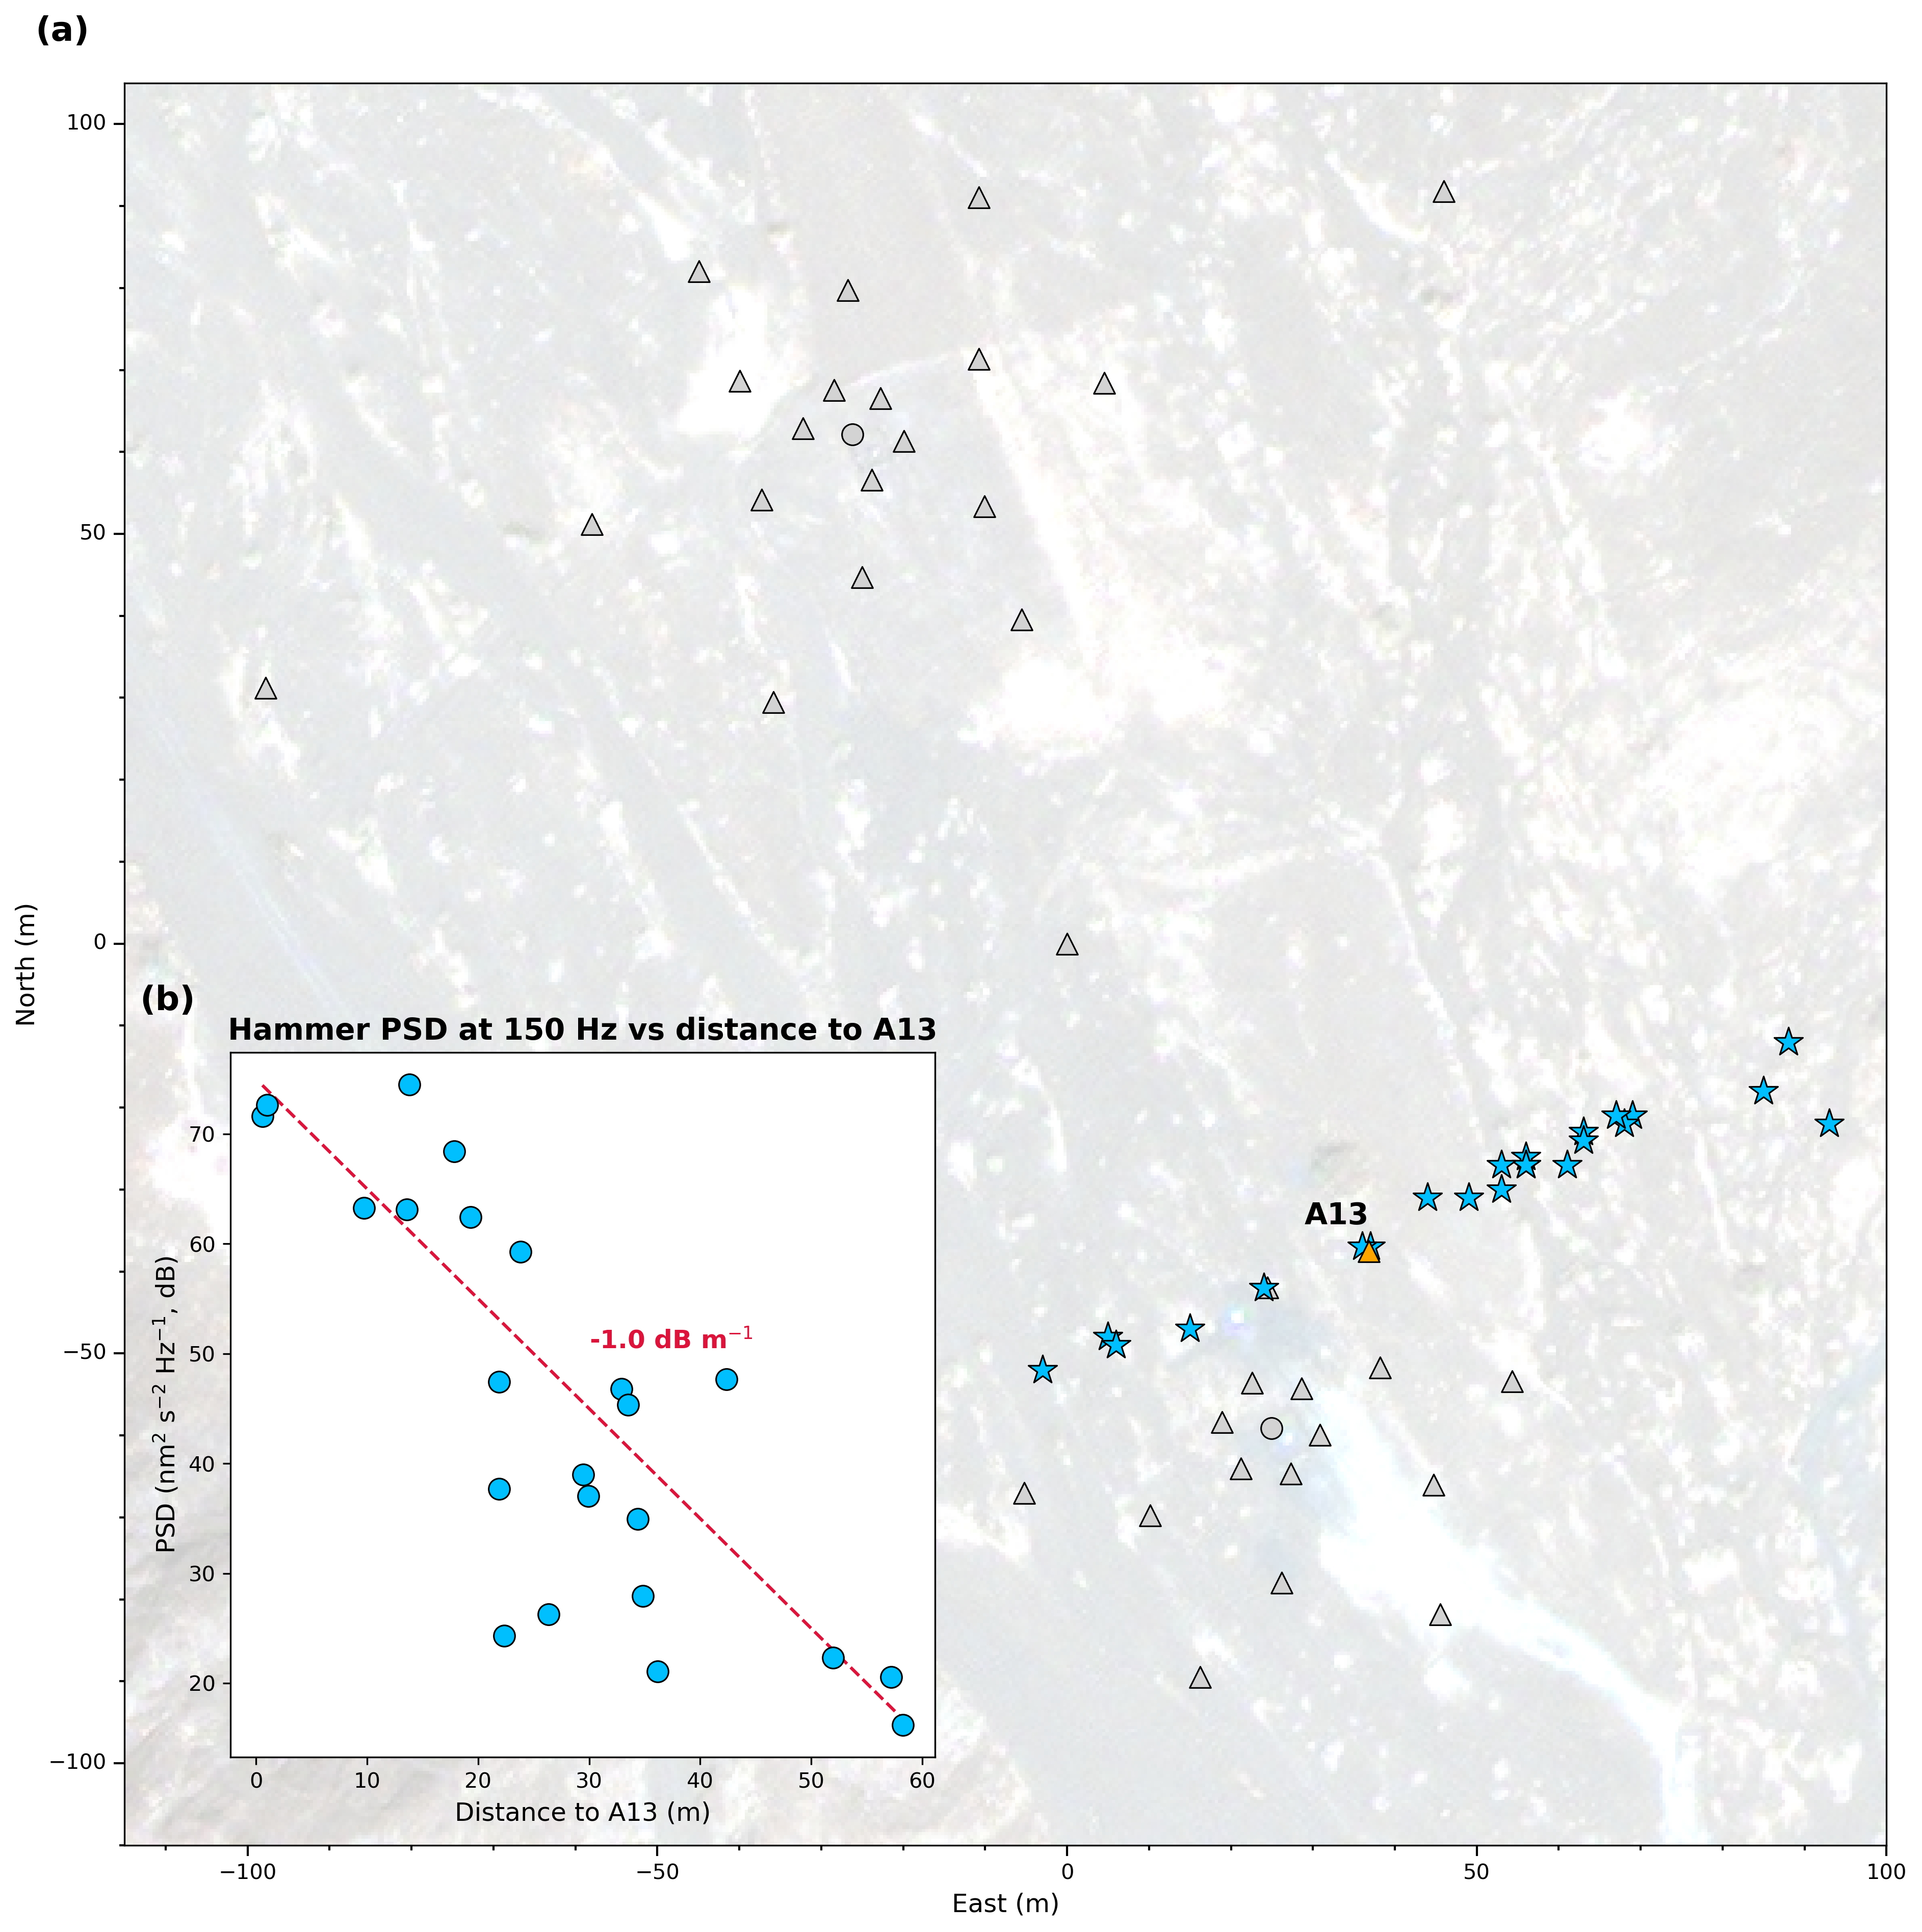 (a)
100
50
0
−50
−100
North (m)
A13
(b)
Hammer PSD at 150 Hz vs distance to A13
70
60
50
40
30
20
PSD (nm² s⁻² Hz⁻¹, dB)
-1.0 dB m⁻¹
0 10 20 30 40 50 60
Distance to A13 (m)
−100 −50 0 50 100
East (m)